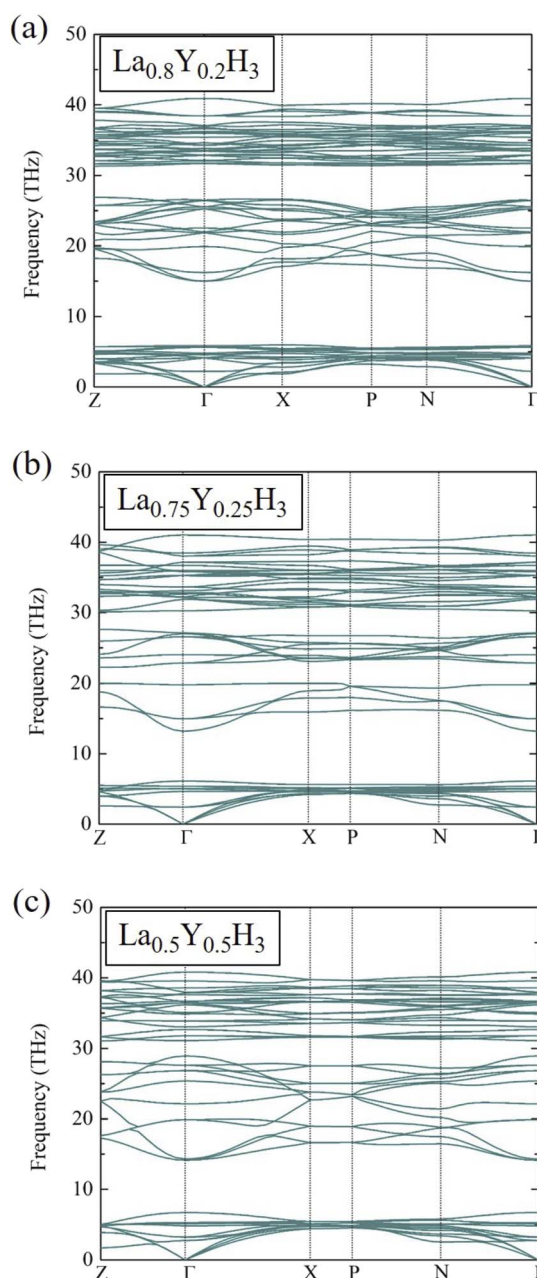 (a)
La0.8Y0.2H3
50
40
30
20
10
0
Frequency (THz)
Z Γ X P N Γ
(b)
La0.75Y0.25H3
50
40
30
20
10
0
Frequency (THz)
Z Γ X P N Γ
(c)
La0.5Y0.5H3
50
40
30
20
10
0
Frequency (THz)
Z Γ X P N Γ